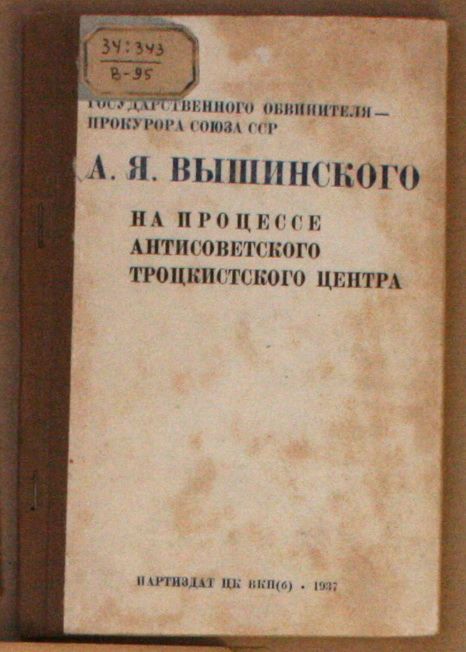 34:343
В-95
ГОСУДАРСТВЕННОГО ОБВИНИТЕЛЯ —
ПРОКУРОРА СОЮЗА ССР
А. Я. ВЫШИНСКОГО
НА ПРОЦЕССЕ
АНТИСОВЕТСКОГО
ТРОЦКИСТСКОГО ЦЕНТРА
ПАРТИЗДАТ ЦК ВКП(б) • 1937